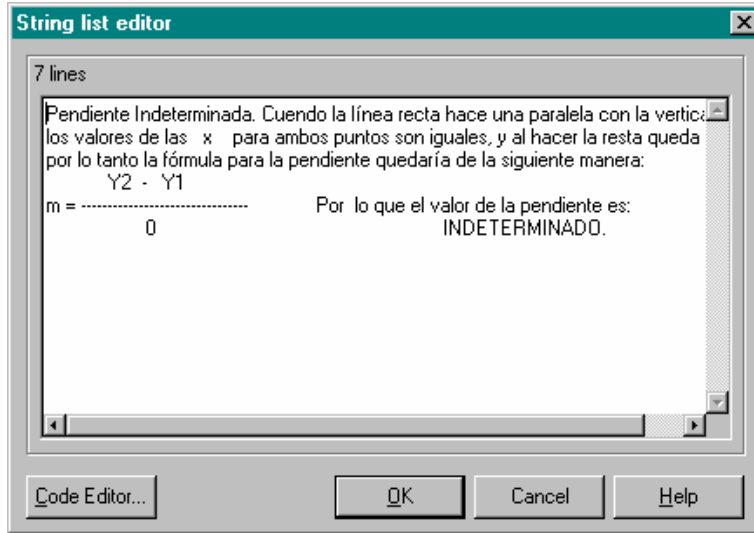 String list editor
7 lines
Pendiente Indeterminada. Cuendo la línea recta hace una paralela con la
los valores de las x para ambos puntos son iguales, y al hacer la resta queda
por lo tanto la fórmula para la pendiente quedaría de la siguiente manera:
Y2 - Y1
m = -------------------------------- Por lo que el valor de la pendiente es:
0 INDETERMINADO.
Code Editor... OK Cancel Help